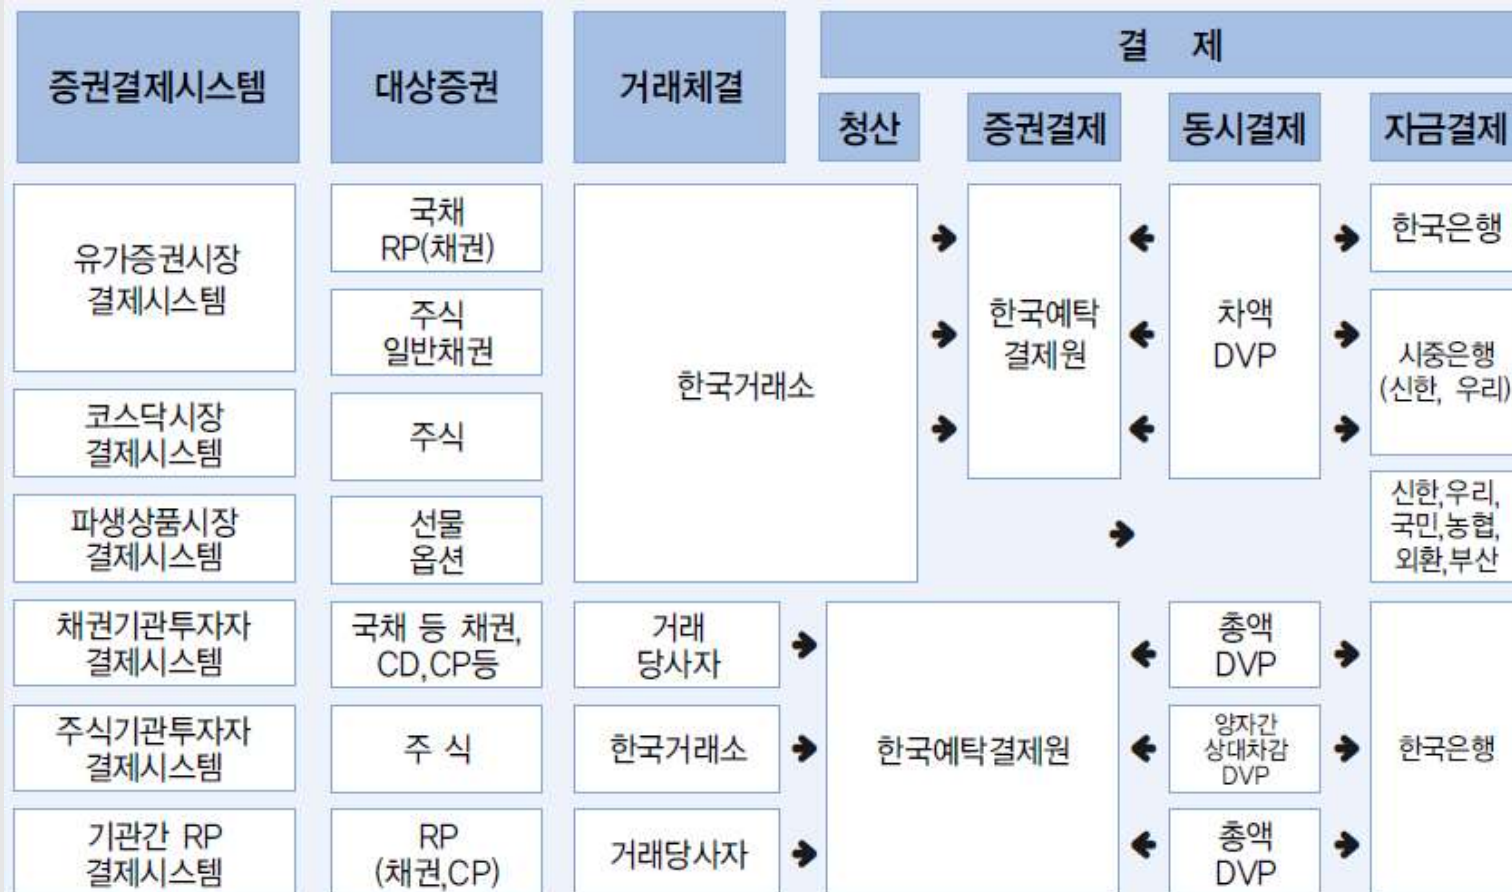 증권결제시스템
대상증권
거래체결
결 제
청산
증권결제
동시결제
자금결제
유가증권시장
결제시스템
국채
RP(채권)
주식
일반채권
한국거래소
한국예탁
결제원
차액
DVP
한국은행
시중은행
(신한, 우리)
코스닥시장
결제시스템
주식
파생상품시장
결제시스템
선물
옵션
신한,우리,
국민,농협,
외환,부산
채권기관투자자
결제시스템
국채 등 채권,
CD,CP등
거래
당사자
한국예탁결제원
총액
DVP
한국은행
주식기관투자자
결제시스템
주 식
한국거래소
양자간
상대차감
DVP
기관간 RP
결제시스템
RP
(채권,CP)
거래당사자
총액
DVP